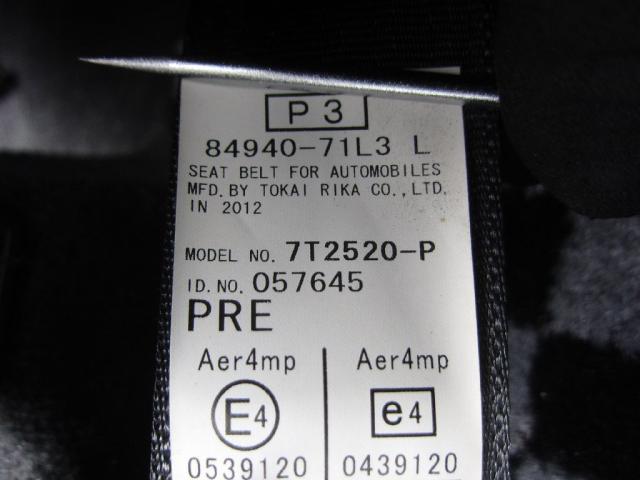 P3
84940-71L3 L
SEAT BELT FOR AUTOMOBILES
MFD. BY TOKAI RIKA CO., LTD.
IN 2012
MODEL NO. 7T2520-P
ID. NO. 057645
PRE
Aer4mp Aer4mp
E4 e4
0539120 0439120